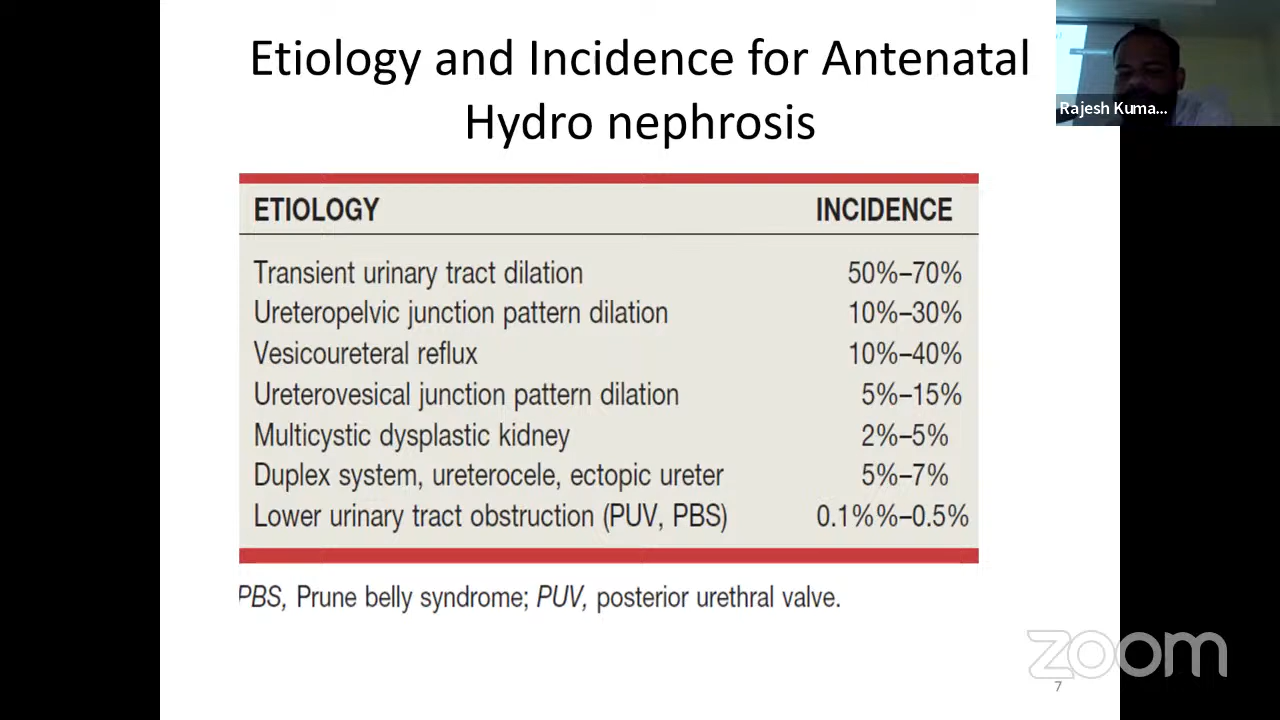 Etiology and Incidence for Antenatal
Hydro nephrosis
Rajesh Kuma...
ETIOLOGY INCIDENCE
Transient urinary tract dilation 50%–70%
Ureteropelvic junction pattern dilation 10%–30%
Vesicoureteral reflux 10%–40%
Ureterovesical junction pattern dilation 5%–15%
Multicystic dysplastic kidney 2%–5%
Duplex system, ureterocele, ectopic ureter 5%–7%
Lower urinary tract obstruction (PUV, PBS) 0.1%%–0.5%
PBS, Prune belly syndrome; PUV, posterior urethral valve.
zoom
7